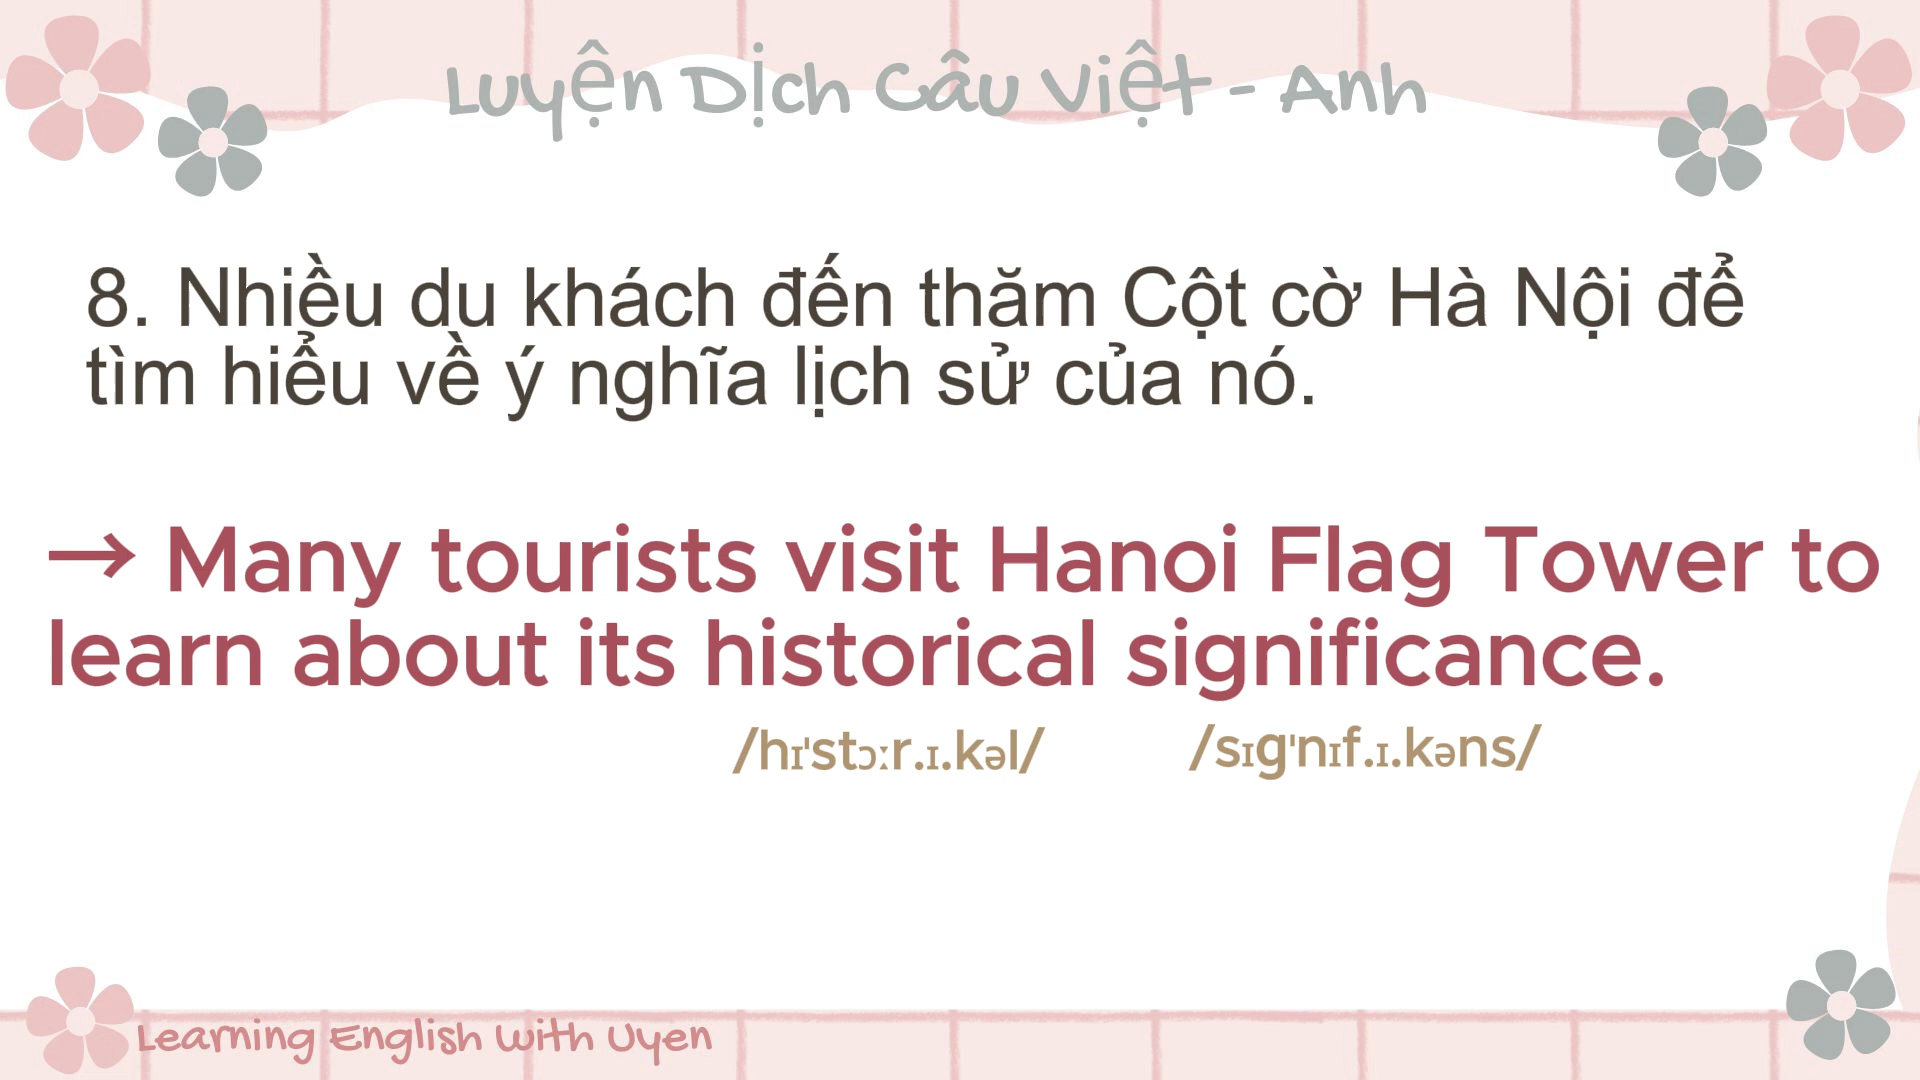 Luyện Dịch Câu Việt - Anh
8. Nhiều du khách đến thăm Cột cờ Hà Nội để
tìm hiểu về ý nghĩa lịch sử của nó.
→ Many tourists visit Hanoi Flag Tower to
learn about its historical significance.
/hɪˈstɔːr.ɪ.kəl/ /sɪɡˈnɪf.ɪ.kəns/
Learning English With Uyen